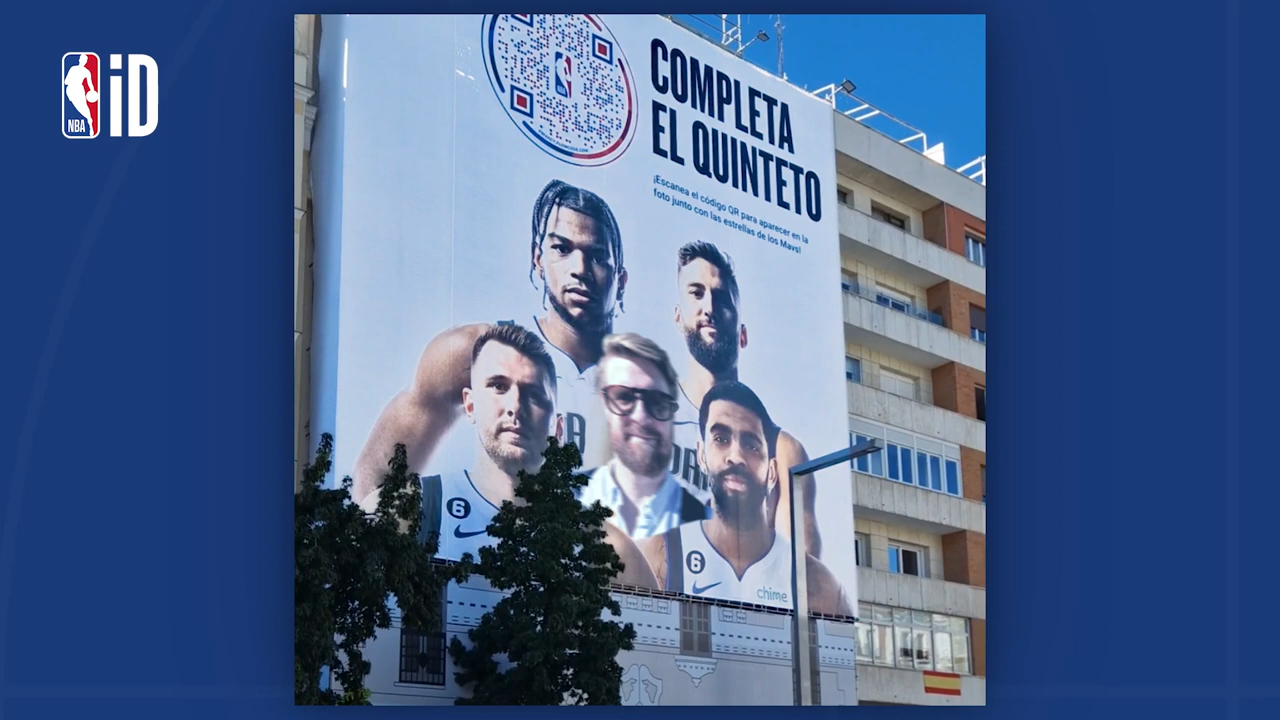 NBA
iD
COMPLETA
EL QUINTETO
¡Escanea el código QR para aparecer en la
foto junto con las estrellas de los Mavs!
6
6
chime